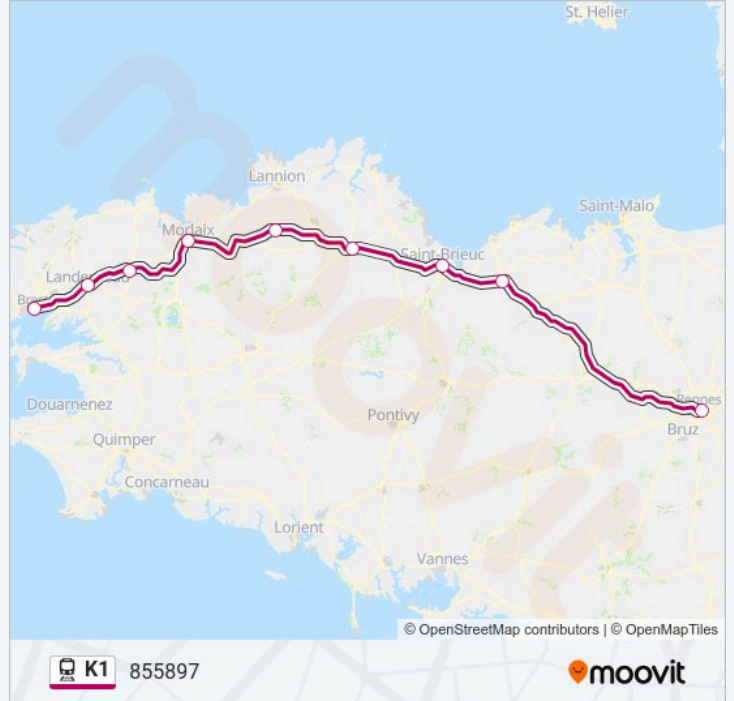 St. Helier
Lannion
Saint-Malo
Morlaix
Saint-Brieuc
Rennes
Douarnenez
Pontivy
Bruz
Quimper
Concarneau
Lorient
Vannes
© OpenStreetMap contributors | © OpenMapTiles
K1 855897
moovit